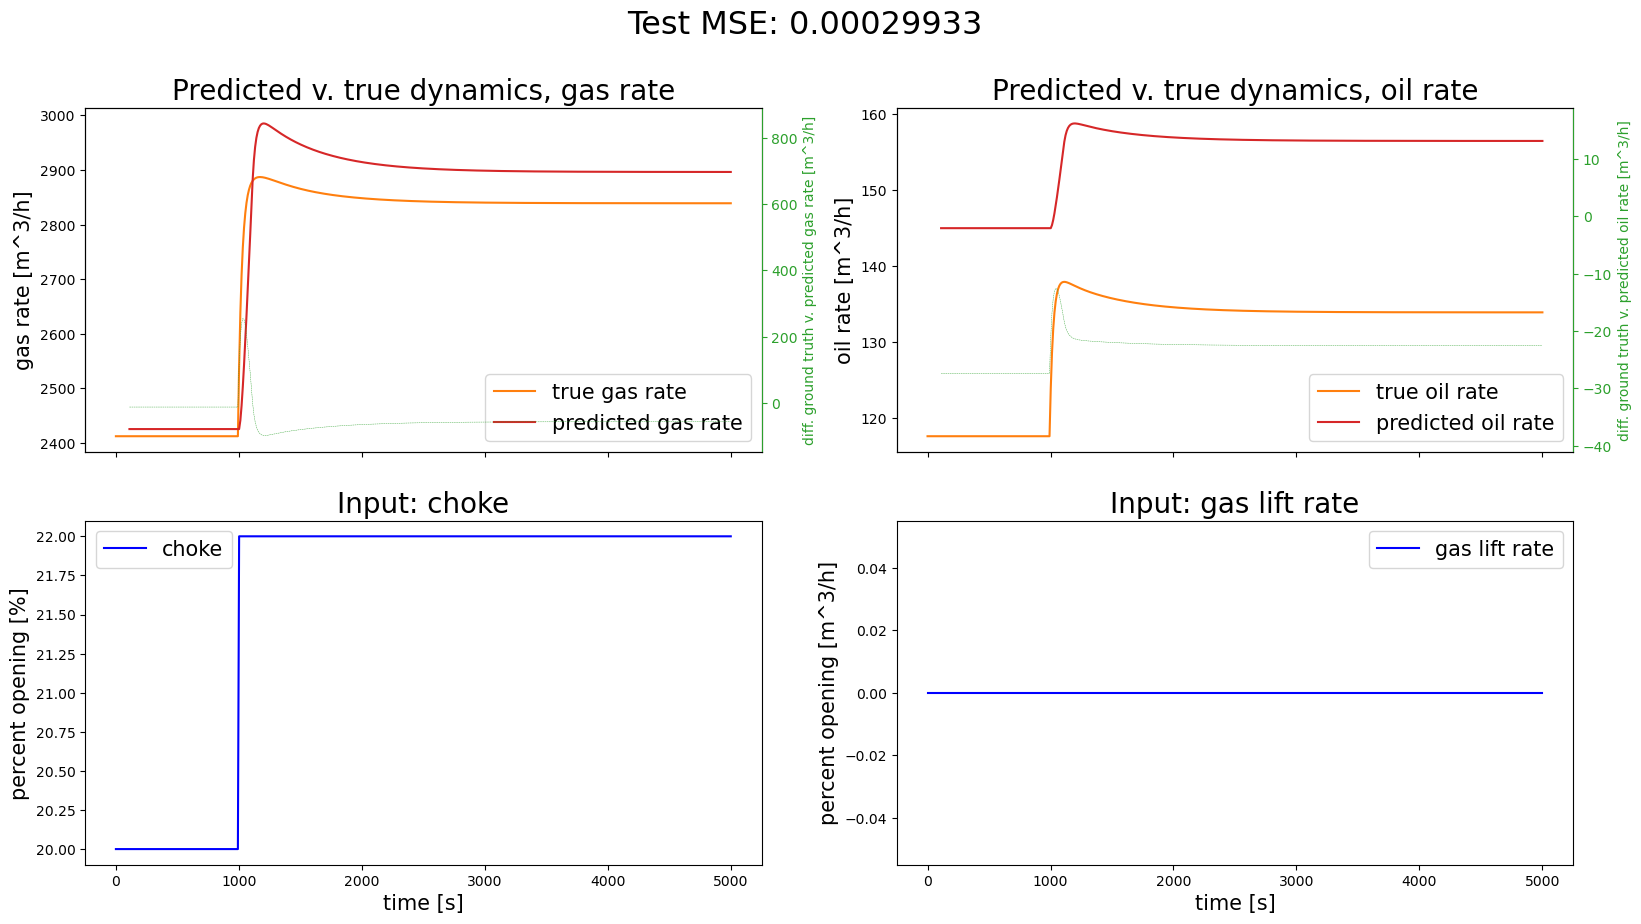 Test MSE: 0.00029933
Predicted v. true dynamics, gas rate
3000
2900
2800
2700
2600
2500
2400
gas rate [m^3/h]
800
600
400
200
0
diff. ground truth v. predicted gas rate [m^3/h]
true gas rate
predicted gas rate
Predicted v. true dynamics, oil rate
160
150
140
130
120
oil rate [m^3/h]
10
0
−10
−20
−30
−40
diff. ground truth v. predicted oil rate [m^3/h]
true oil rate
predicted oil rate
Input: choke
22.00
21.75
21.50
21.25
21.00
20.75
20.50
20.25
20.00
percent opening [%]
choke
0
1000
2000
3000
4000
5000
time [s]
Input: gas lift rate
0.04
0.02
0.00
−0.02
−0.04
percent opening [m^3/h]
gas lift rate
0
1000
2000
3000
4000
5000
time [s]